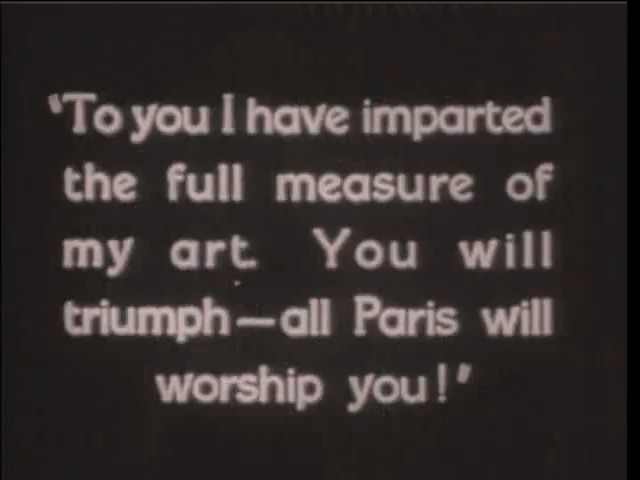 "To you I have imparted
the full measure of
my art. You will
triumph—all Paris will
worship you!"